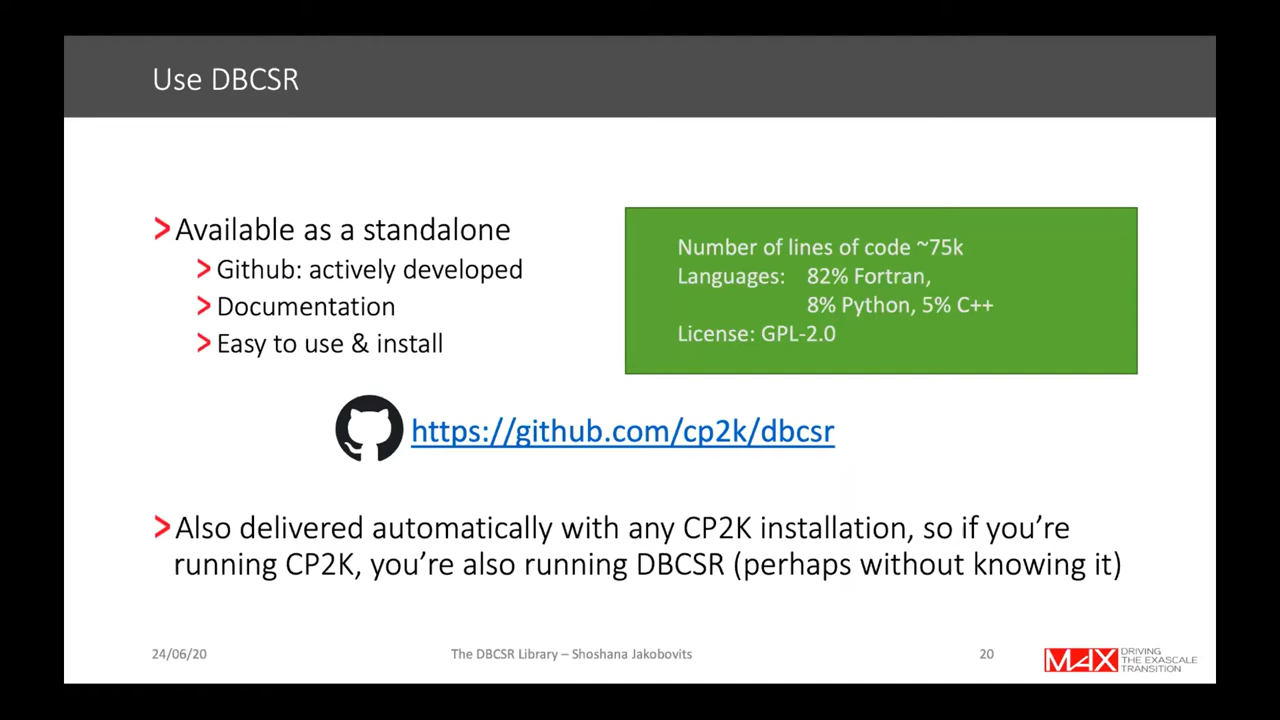 Use DBCSR
> Available as a standalone
> Github: actively developed
> Documentation
> Easy to use & install
Number of lines of code ~75k
Languages: 82% Fortran,
8% Python, 5% C++
License: GPL-2.0
https://github.com/cp2k/dbcsr
> Also delivered automatically with any CP2K installation, so if you’re
running CP2K, you’re also running DBCSR (perhaps without knowing it)
24/06/20
The DBCSR Library – Shoshana Jakobovits
20
MAX
DRIVING
THE EXASCALE
TRANSITION